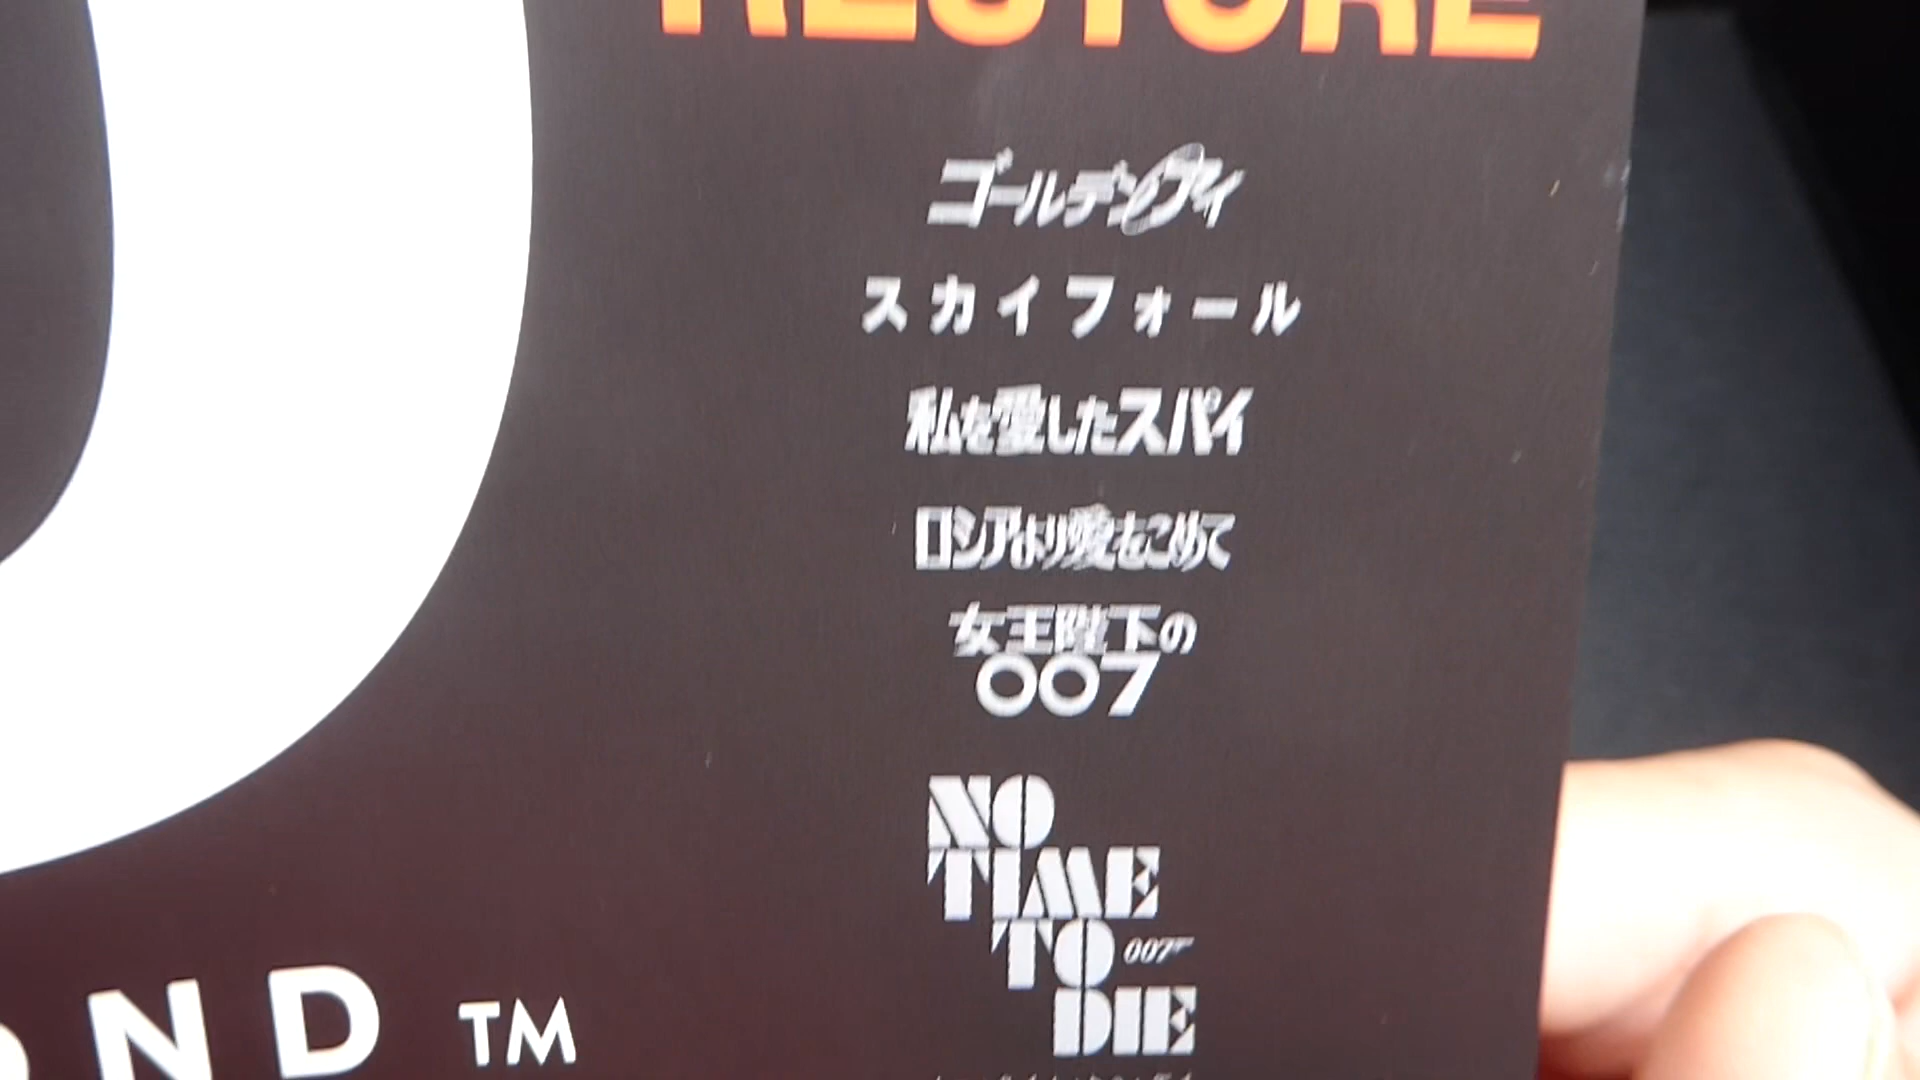 RESTORE
ゴールデンアイ
スカイフォール
私を愛したスパイ
ロシアより愛をこめて
女王陛下の
007
NO
TIME
TO 007
DIE
ND TM